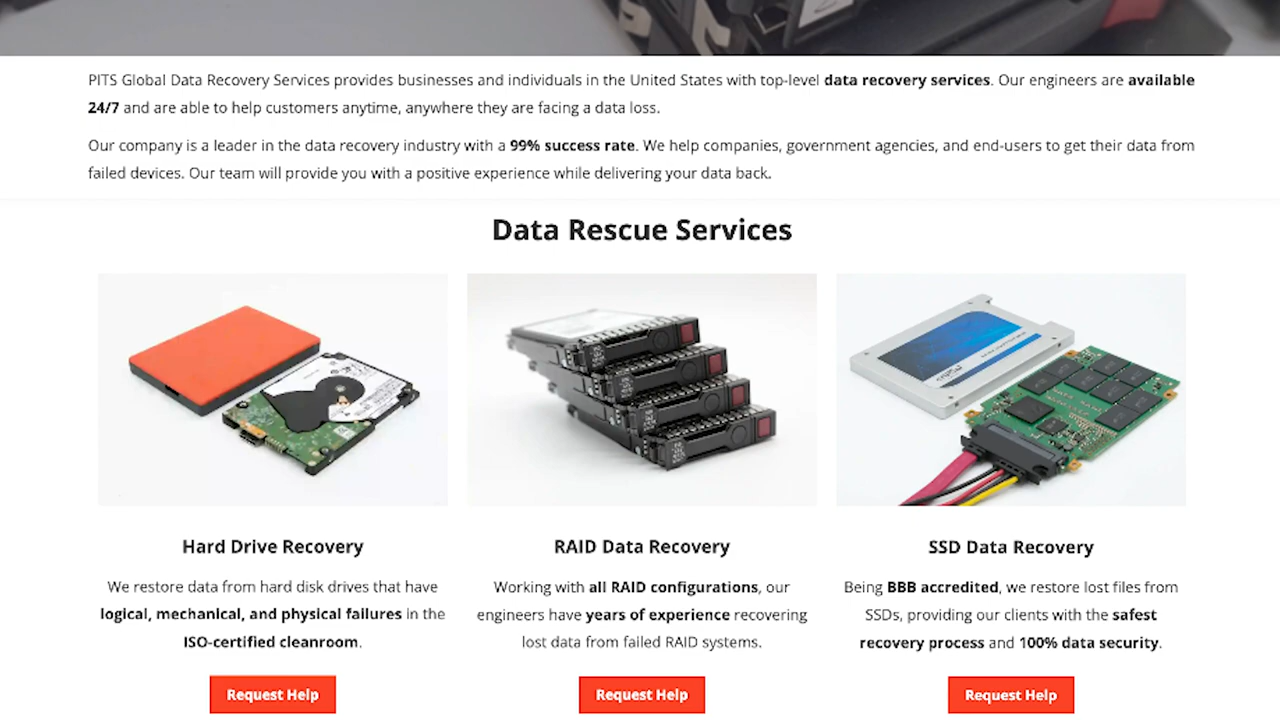 PITS Global Data Recovery Services provides businesses and individuals in the United States with top-level data recovery services. Our engineers are available
24/7 and are able to help customers anytime, anywhere they are facing a data loss.
Our company is a leader in the data recovery industry with a 99% success rate. We help companies, government agencies, and end-users to get their data from
failed devices. Our team will provide you with a positive experience while delivering your data back.
Data Rescue Services
Hard Drive Recovery
We restore data from hard disk drives that have
logical, mechanical, and physical failures in the
ISO-certified cleanroom.
Request Help
RAID Data Recovery
Working with all RAID configurations, our
engineers have years of experience recovering
lost data from failed RAID systems.
Request Help
crucial
SSD Data Recovery
Being BBB accredited, we restore lost files from
SSDs, providing our clients with the safest
recovery process and 100% data security.
Request Help